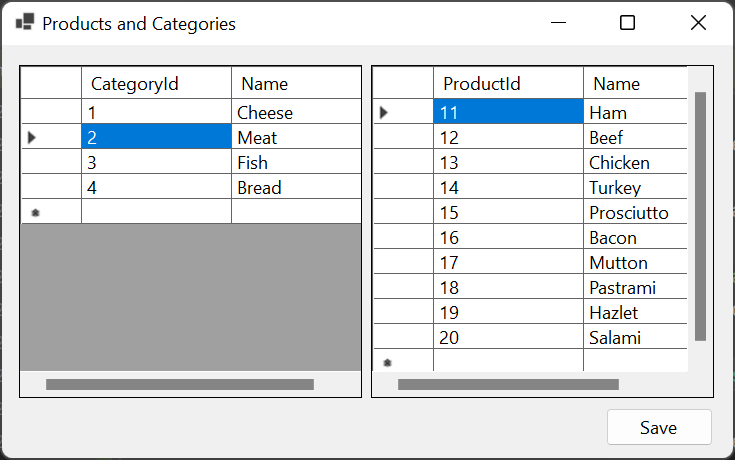 Products and Categories
CategoryId Name
1 Cheese
2 Meat
3 Fish
4 Bread
ProductId Name
11 Ham
12 Beef
13 Chicken
14 Turkey
15 Prosciutto
16 Bacon
17 Mutton
18 Pastrami
19 Hazlet
20 Salami
Save